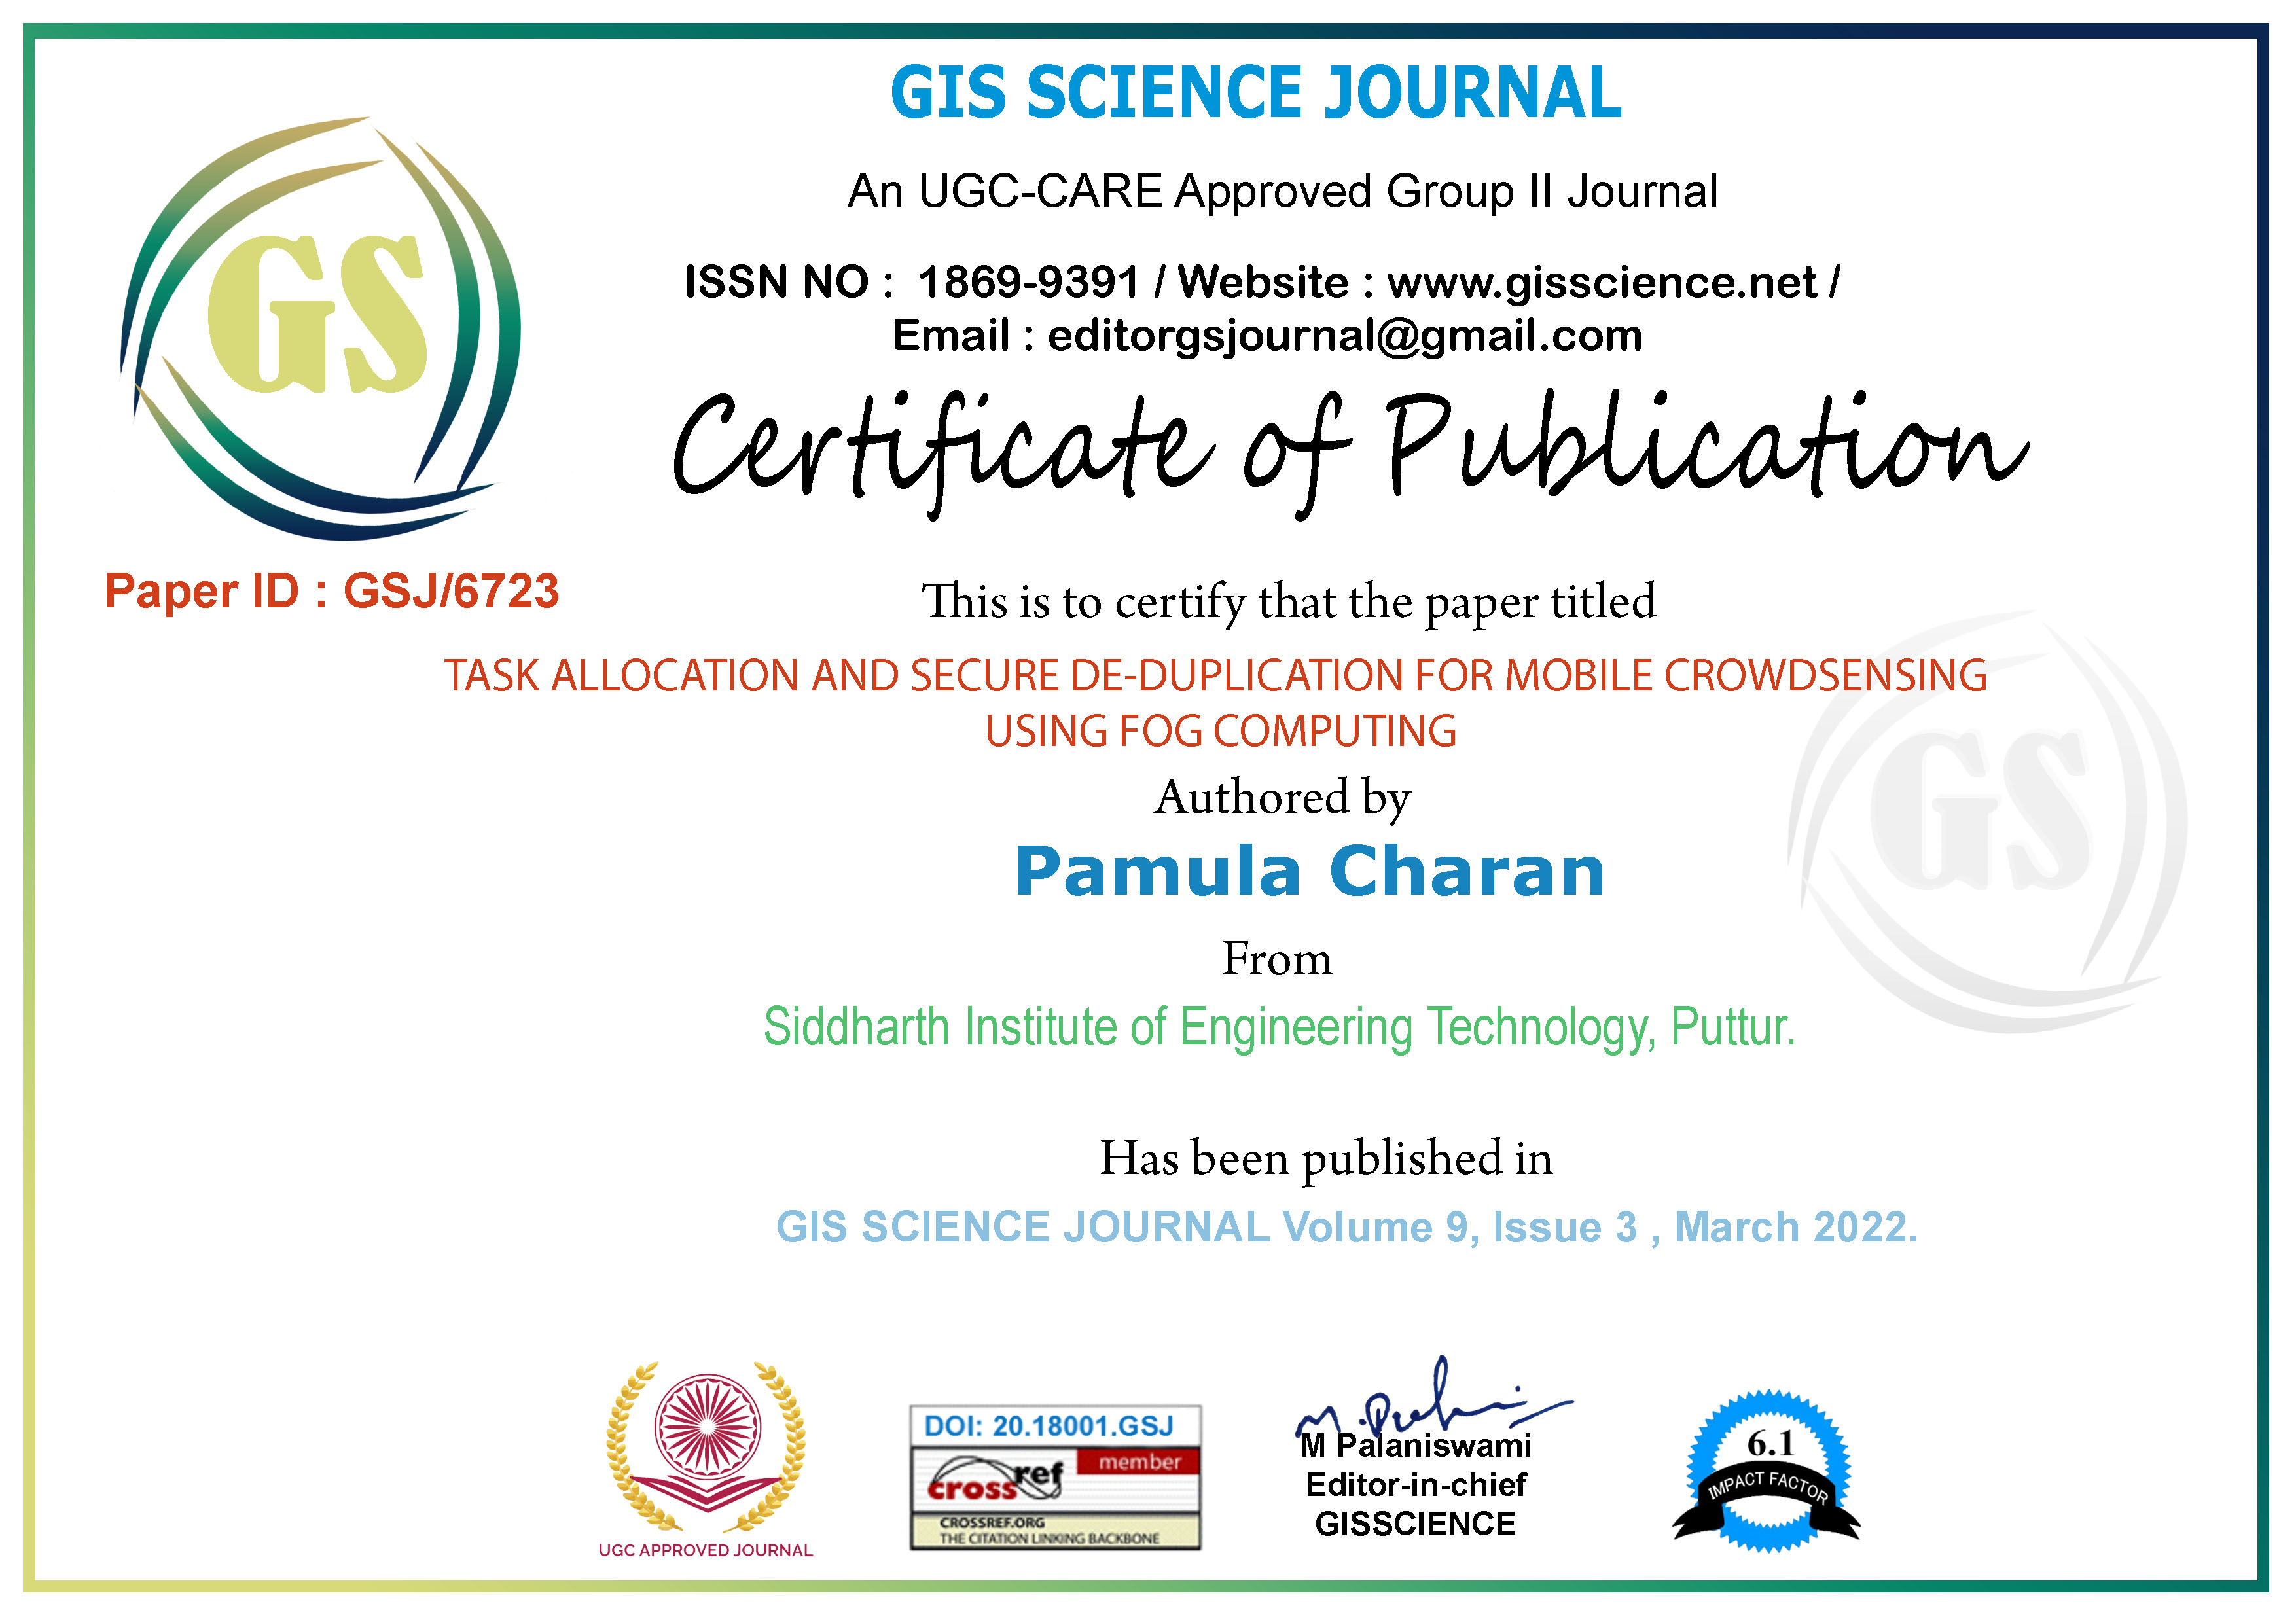 GIS SCIENCE JOURNAL
An UGC-CARE Approved Group II Journal
ISSN NO : 1869-9391 / Website : www.gisscience.net /
Email : editorgsjournal@gmail.com
GS
Certificate of Publication
Paper ID : GSJ/6723
This is to certify that the paper titled
TASK ALLOCATION AND SECURE DE-DUPLICATION FOR MOBILE CROWDSENSING
USING FOG COMPUTING
Authored by
Pamula Charan
GS
From
Siddharth Institute of Engineering Technology, Puttur.
Has been published in
GIS SCIENCE JOURNAL Volume 9, Issue 3 , March 2022.
UGC APPROVED JOURNAL
DOI: 20.18001.GSJ
member
crossref
CROSSREF.ORG
THE CITATION LINKING BACKBONE
M Palaniswami
Editor-in-chief
GISSCIENCE
6.1
IMPACT FACTOR